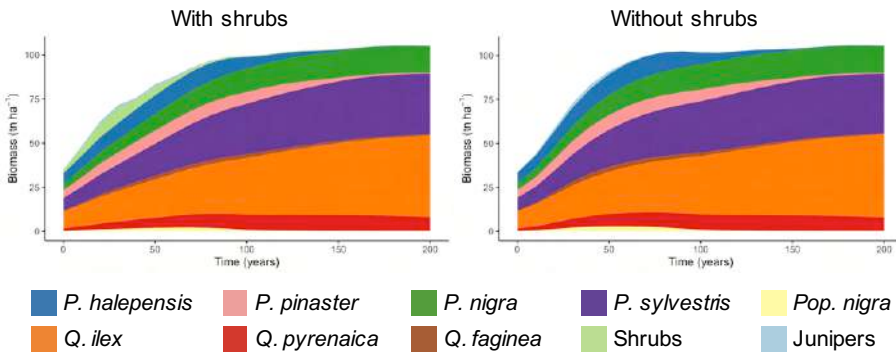 With shrubs
Without shrubs
100
75
50
25
0
Biomass (tn ha⁻¹)
0 50 100 150 200
Time (years)
100
75
50
25
0
Biomass (tn ha⁻¹)
0 50 100 150 200
Time (years)
P. halepensis P. pinaster P. nigra P. sylvestris Pop. nigra
Q. ilex Q. pyrenaica Q. faginea Shrubs Junipers